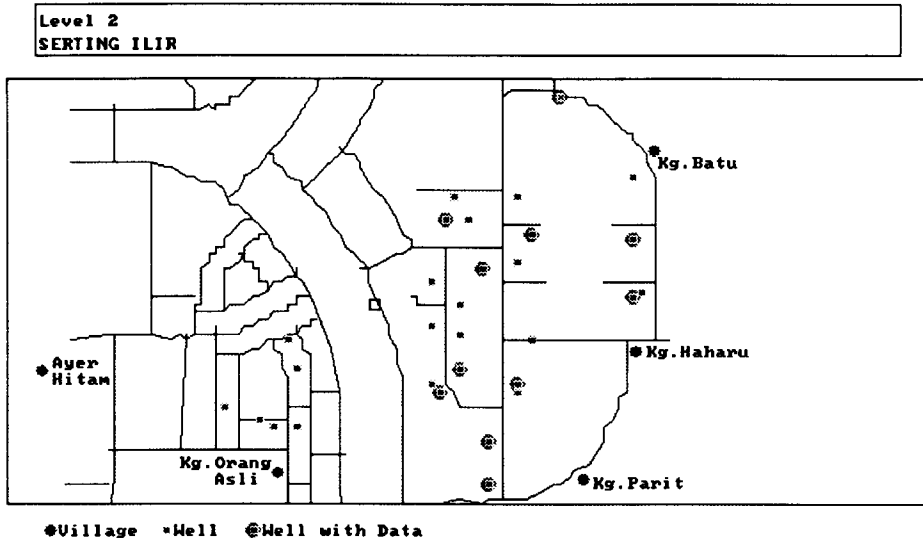 Level 2
SERTING ILIR
Kg.Batu
Kg.Haharu
Ayer
Hitam
Kg.Orang
Asli
Kg.Parit
Village Well Well with Data